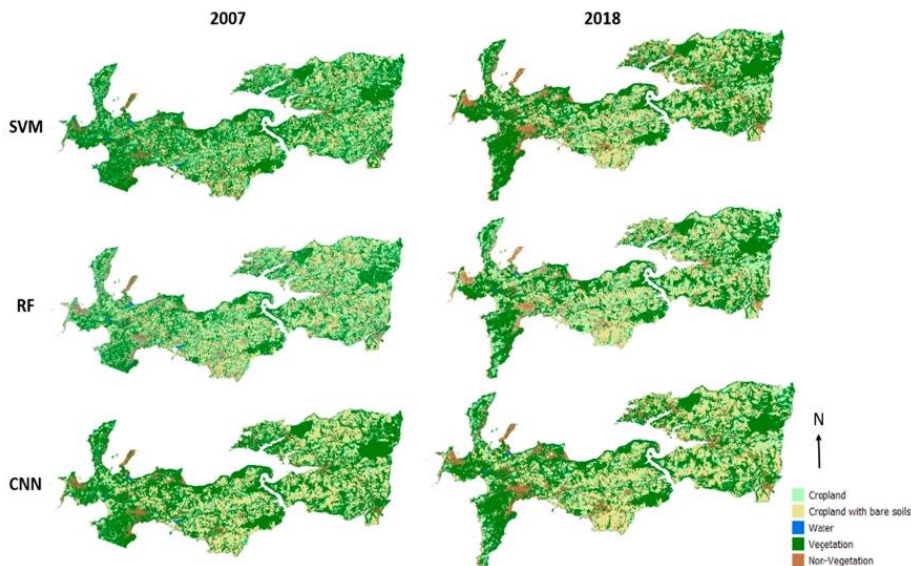 2007
2018
SVM
RF
CNN
N
Cropland
Cropland with bare soils
Water
Vegetation
Non-Vegetation